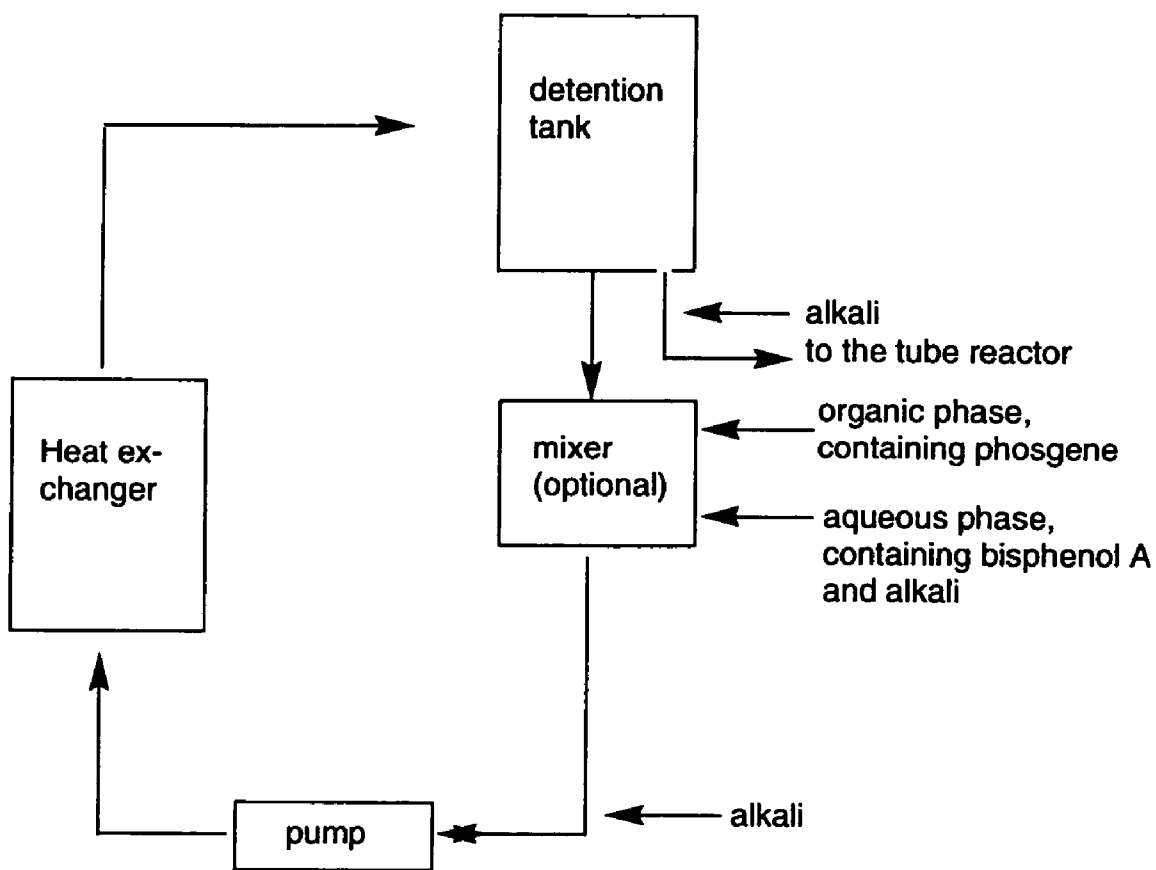 detention
tank
alkali
to the tube reactor
organic phase,
containing phosgene
Heat ex-
changer
mixer
(optional)
aqueous phase,
containing bisphenol A
and alkali
alkali
pump